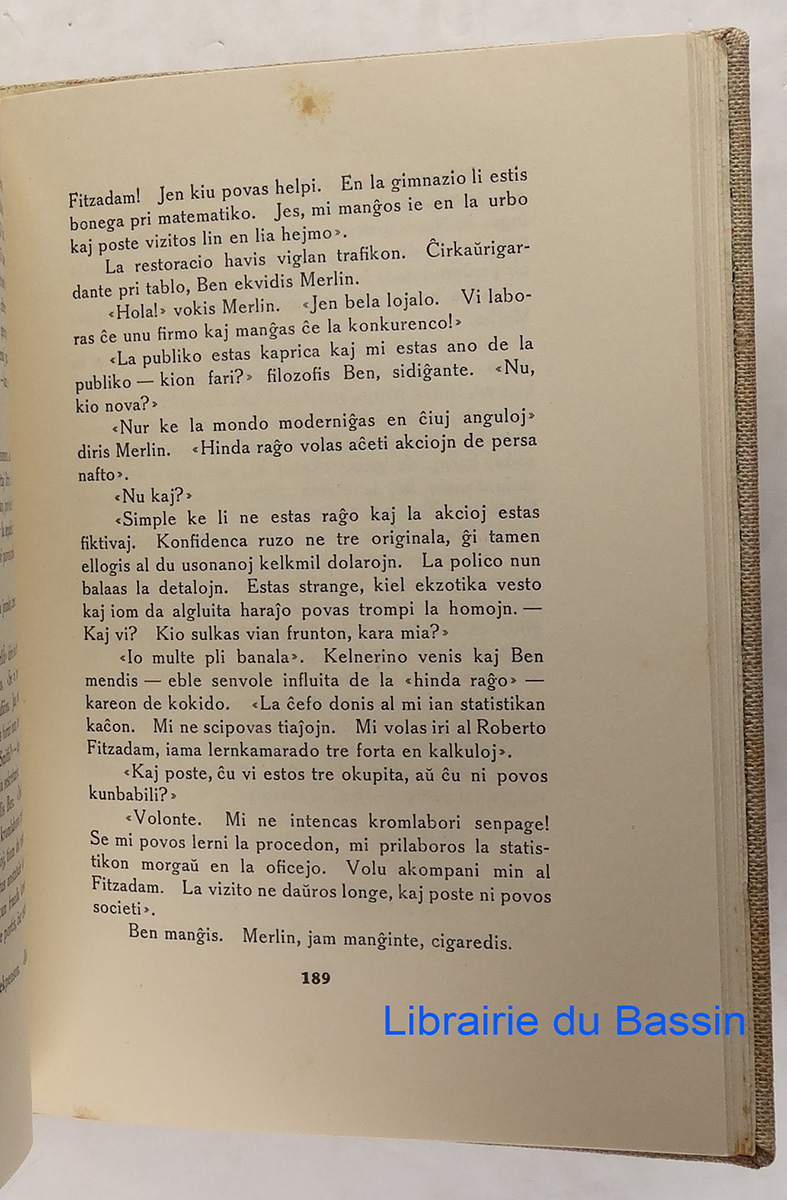 Fitzadam! Jen kiu povas helpi. En la gimnazio li estis
bonega pri matematiko. Jes, mi manĝos ie en la urbo
kaj poste vizitos lin en lia hejmo».
La restoracio havis viglan trafikon. Ĉirkaŭrigar-
dante pri tablo, Ben ekvidis Merlin.
«Hola!» vokis Merlin. «Jen bela lojalo. Vi labo-
ras ĉe unu firmo kaj manĝas ĉe la konkurenco!»
«La publiko estas kaprica kaj mi estas ano de la
publiko — kion fari?» filozofis Ben, sidiĝante. «Nu,
kio nova?»
«Nur ke la mondo moderniĝas en ĉiuj anguloj»
diris Merlin. «Hinda raĝo volas aĉeti akciojn de persa
nafto».
«Nu kaj?»
«Simple ke li ne estas raĝo kaj la akcioj estas
fiktivaj. Konfidenca ruzo ne tre originala, ĝi tamen
ellogis al du usonanoj kelkmil dolarojn. La polico nun
balaas la detalojn. Estas strange, kiel ekzotika vesto
kaj iom da algluita haraĵo povas trompi la homojn. —
Kaj vi? Kio sulkas vian frunton, kara mia?»
«Io multe pli banala». Kelnerino venis kaj Ben
mendis — eble senvole influita de la «hinda raĝo» —
kareon de kokido. «La ĉefo donis al mi ian statistikan
kaĉon. Mi ne scipovas tiaĵojn. Mi volas iri al Roberto
Fitzadam, iama lernkamarado tre forta en kalkuloj».
«Kaj poste, ĉu vi estos tre okupita, aŭ ĉu ni povos
kunbabili?»
«Volonte. Mi ne intencas kromlabori senpage!
Se mi povos lerni la procedon, mi prilaboros la statis-
tikon morgaŭ en la oficejo. Volu akompani min al
Fitzadam. La vizito ne daŭros longe, kaj poste ni povos
societi».
Ben manĝis. Merlin, jam manĝinte, cigaredis.
189
Librairie du Bassin